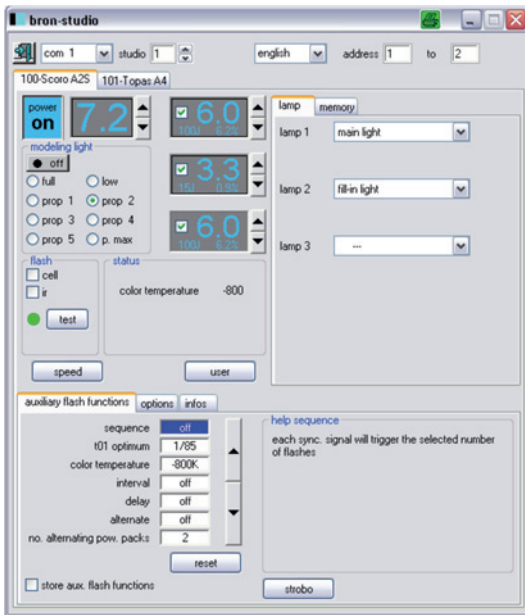 bron-studio
com 1 studio 1 english address 1 to 2
100-Scoro A2S 101-Topas A4
power on 7.2
6.0
100J 6.2%
3.3
15J 0.9%
6.0
100J 6.2%
modeling light
off
full low
prop 1 prop 2
prop 3 prop 4
prop 5 p. max
flash
cell
ir
test
status
color temperature -800
speed user
lamp memory
lamp 1 main light
lamp 2 fill-in light
lamp 3 ---
auxiliary flash functions options infos
sequence off
t01 optimum 1/85
color temperature -800K
interval off
delay off
alternate off
no. alternating pow. packs 2
reset
store aux. flash functions
help sequence
each sync. signal will trigger the selected number
of flashes
strobo